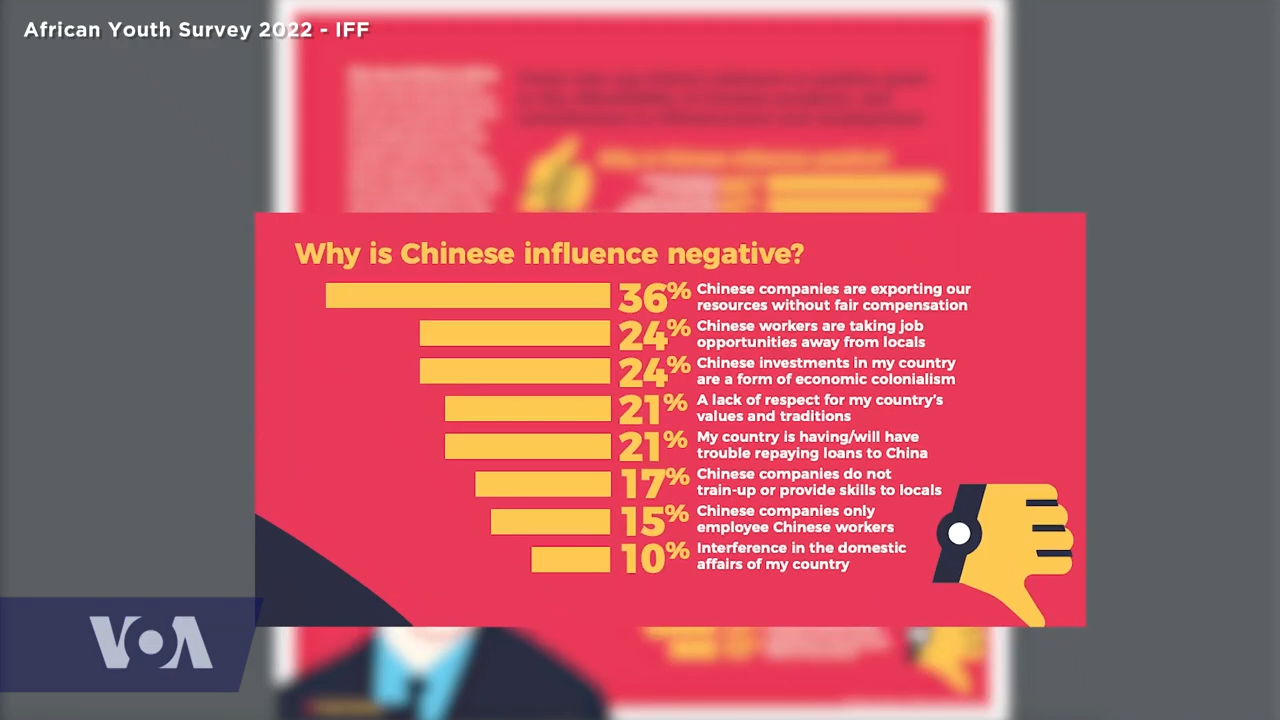 African Youth Survey 2022 - IFF
Why is Chinese influence negative?
36% Chinese companies are exporting our
resources without fair compensation
24% Chinese workers are taking job
opportunities away from locals
24% Chinese investments in my country
are a form of economic colonialism
21% A lack of respect for my country's
values and traditions
21% My country is having/will have
trouble repaying loans to China
17% Chinese companies do not
train-up or provide skills to locals
15% Chinese companies only
employee Chinese workers
10% Interference in the domestic
affairs of my country
VOA